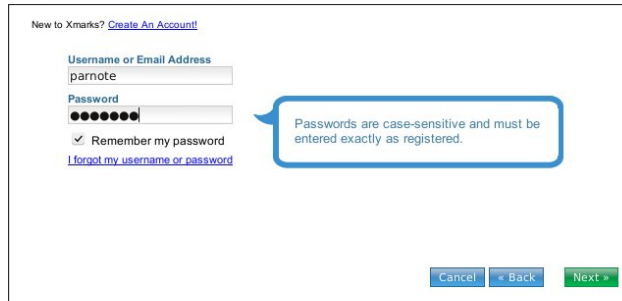 New to Xmarks? Create An Account!
Username or Email Address
parnote
Password
●●●●●●●
Remember my password
I forgot my username or password
Passwords are case-sensitive and must be
entered exactly as registered.
Cancel « Back Next »